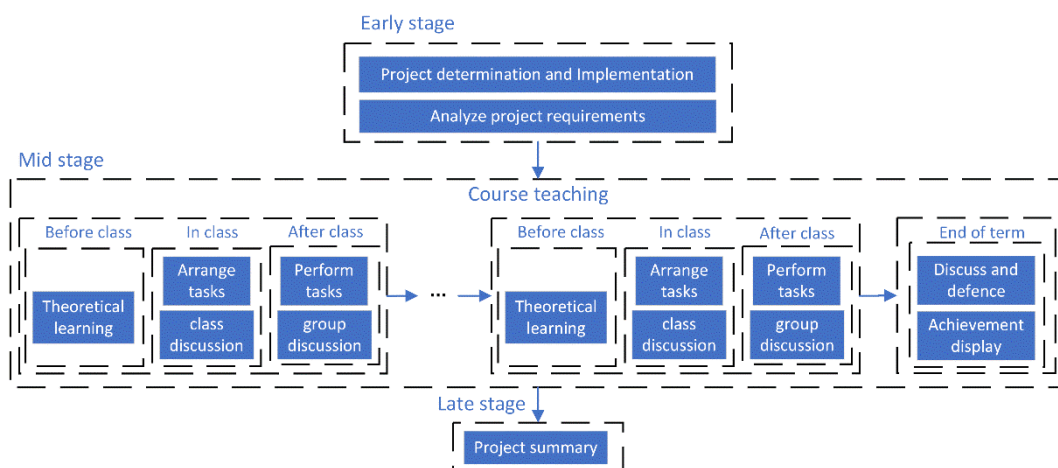 Early stage
Project determination and Implementation
Analyze project requirements
Mid stage
Course teaching
Before class
In class
After class
Theoretical
learning
Arrange
tasks
class
discussion
Perform
tasks
group
discussion
...
Before class
In class
After class
Theoretical
learning
Arrange
tasks
class
discussion
Perform
tasks
group
discussion
End of term
Discuss and
defence
Achievement
display
Late stage
Project summary